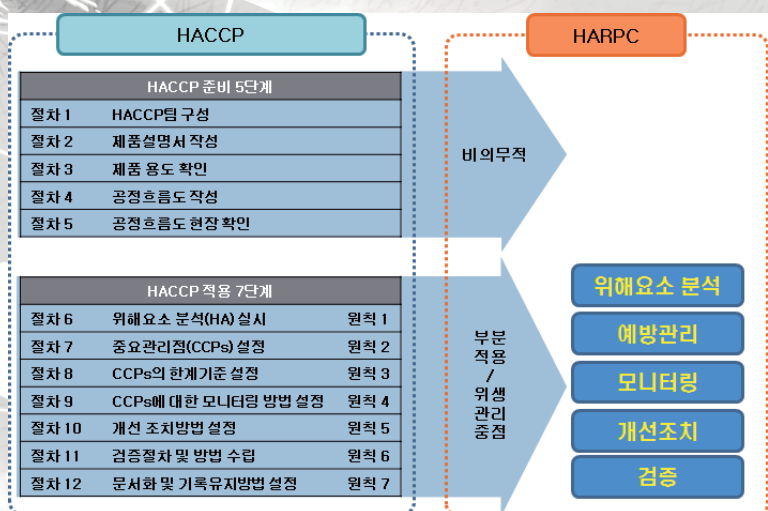 HACCP
HARPC
HACCP 준비 5단계
절차 1 HACCP팀 구성
절차 2 제품설명서 작성
절차 3 제품 용도 확인
절차 4 공정흐름도 작성
절차 5 공정흐름도 현장 확인
비의무적
HACCP 적용 7단계
절차 6 위해요소 분석(HA) 실시 원칙 1
절차 7 중요관리점(CCPs) 설정 원칙 2
절차 8 CCPs의 한계기준 설정 원칙 3
절차 9 CCPs에 대한 모니터링 방법 설정 원칙 4
절차 10 개선 조치방법 설정 원칙 5
절차 11 검증절차 및 방법 수립 원칙 6
절차 12 문서화 및 기록유지방법 설정 원칙 7
부분
적용
/
위생
관리
중점
위해요소 분석
예방관리
모니터링
개선조치
검증